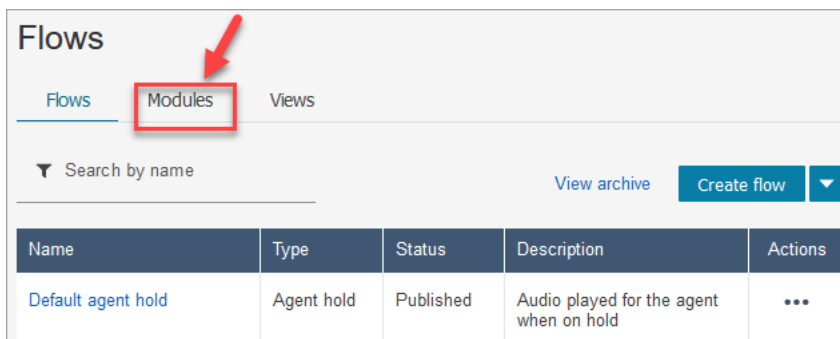 Flows
Flows Modules Views
Search by name
View archive Create flow
Name Type Status Description Actions
Default agent hold Agent hold Published Audio played for the agent
when on hold